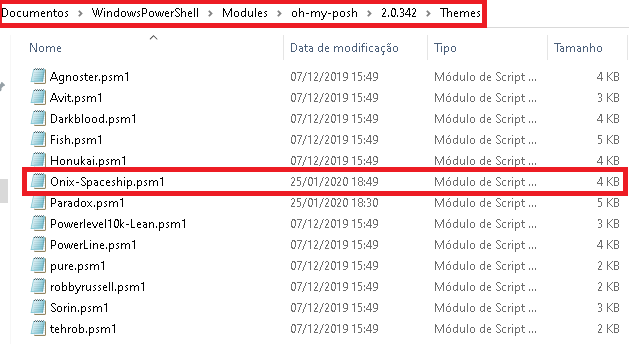 Documentos > WindowsPowerShell > Modules > oh-my-posh > 2.0.342 > Themes
Nome Data de modificação Tipo Tamanho
Agnoster.psm1 07/12/2019 15:49 Módulo de Script ... 4 KB
Avit.psm1 07/12/2019 15:49 Módulo de Script ... 3 KB
Darkblood.psm1 07/12/2019 15:49 Módulo de Script ... 4 KB
Fish.psm1 07/12/2019 15:49 Módulo de Script ... 5 KB
Honukai.psm1 07/12/2019 15:49 Módulo de Script ... 4 KB
Onix-Spaceship.psm1 25/01/2020 18:49 Módulo de Script ... 4 KB
Paradox.psm1 25/01/2020 18:30 Módulo de Script ... 5 KB
Powerlevel10k-Lean.psm1 07/12/2019 15:49 Módulo de Script ... 3 KB
PowerLine.psm1 07/12/2019 15:49 Módulo de Script ... 4 KB
pure.psm1 07/12/2019 15:49 Módulo de Script ... 2 KB
robbyrussell.psm1 07/12/2019 15:49 Módulo de Script ... 2 KB
Sorin.psm1 07/12/2019 15:49 Módulo de Script ... 3 KB
tehrob.psm1 07/12/2019 15:49 Módulo de Script ... 2 KB